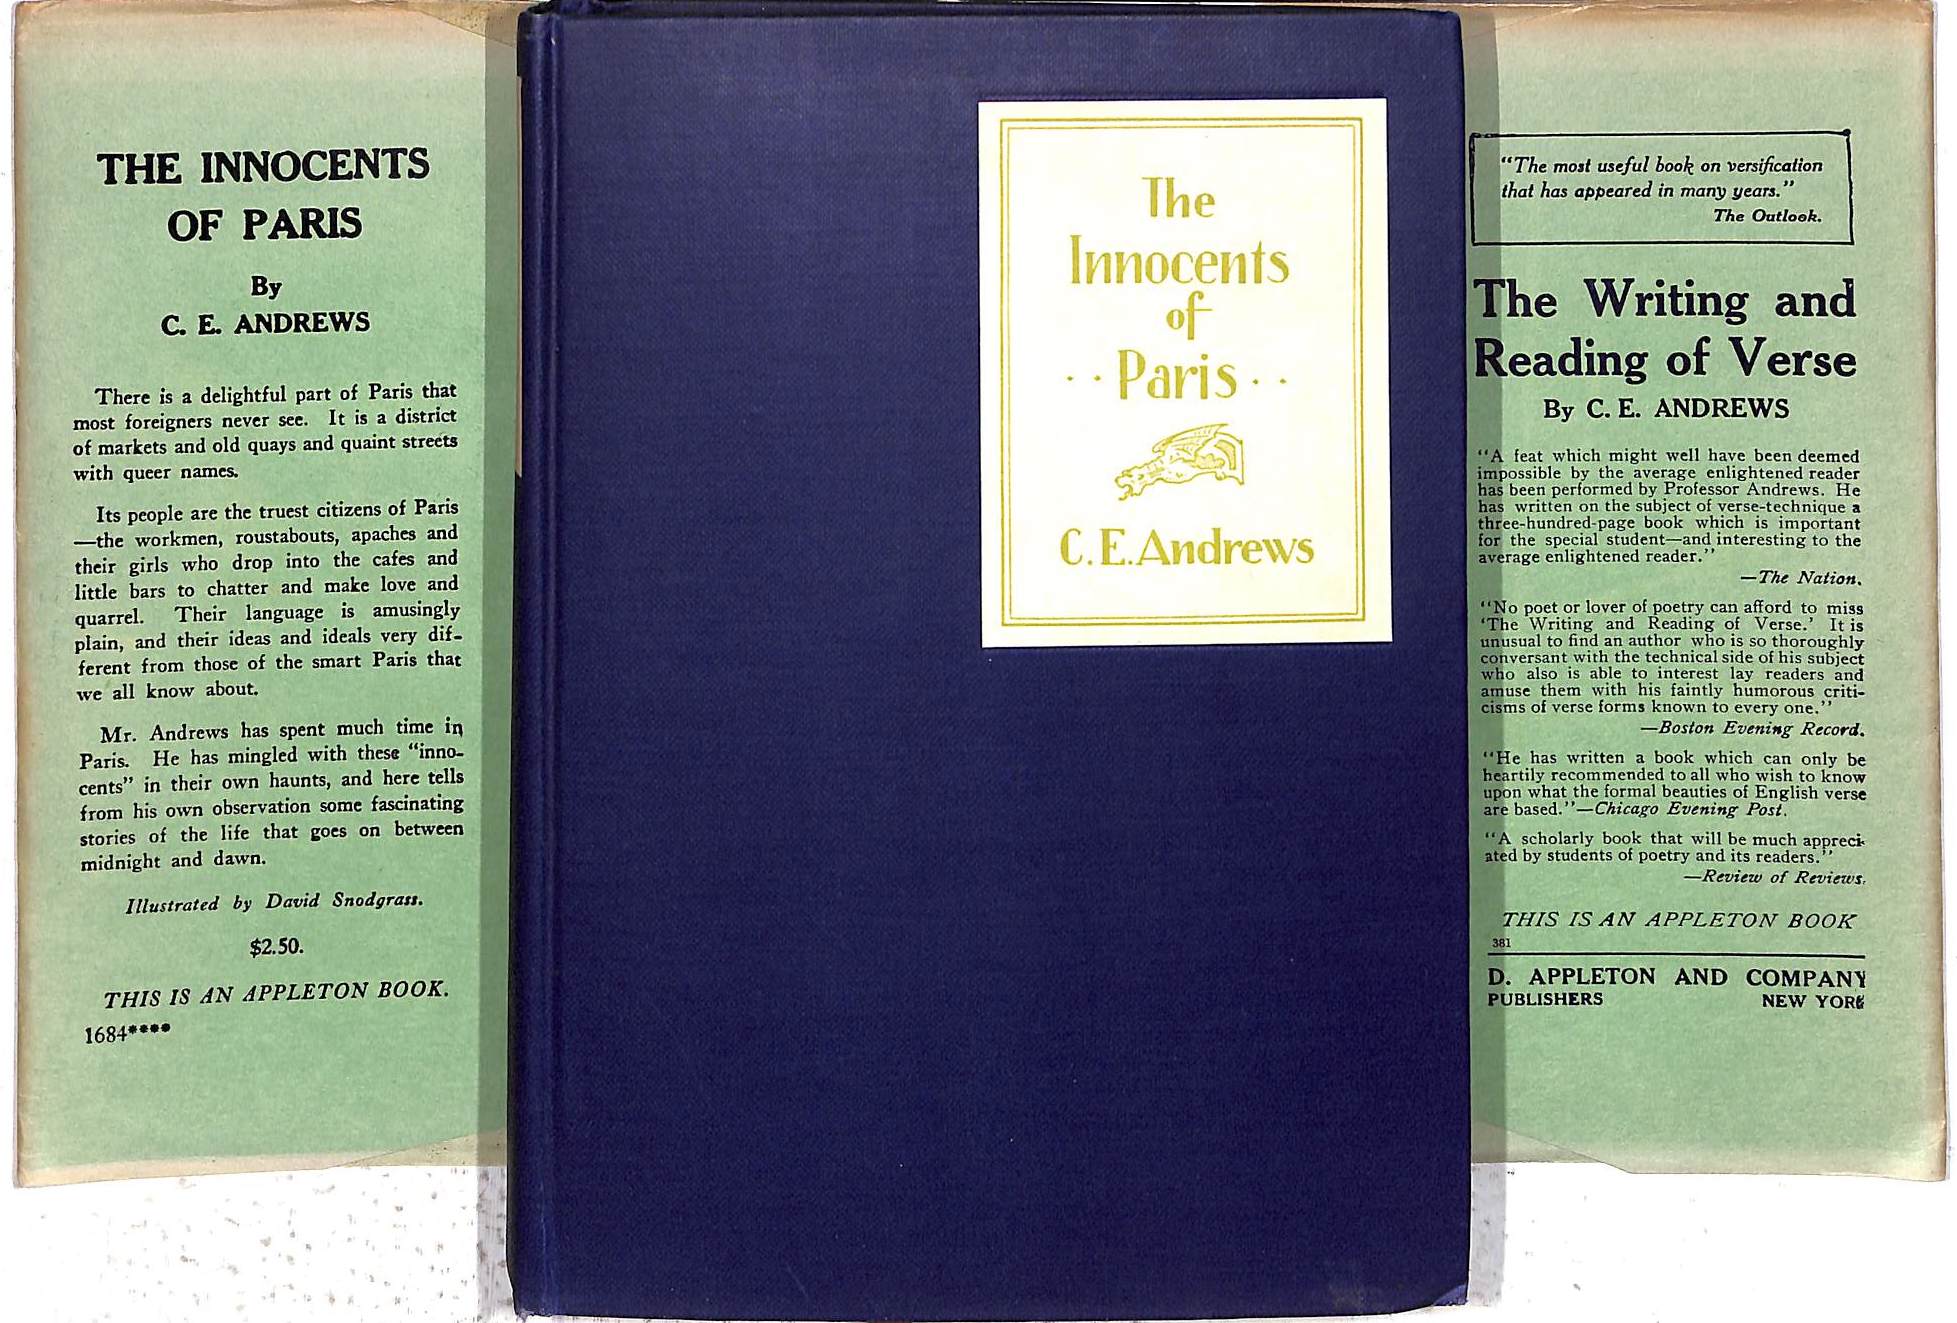 THE INNOCENTS
OF PARIS
By
C. E. ANDREWS
There is a delightful part of Paris that
most foreigners never see. It is a district
of markets and old quays and quaint streets
with queer names.
Its people are the truest citizens of Paris
—the workmen, roustabouts, apaches and
their girls who drop into the cafes and
little bars to chatter and make love and
quarrel. Their language is amusingly
plain, and their ideas and ideals very dif-
ferent from those of the smart Paris that
we all know about.
Mr. Andrews has spent much time in
Paris. He has mingled with these "inno-
cents" in their own haunts, and here tells
from his own observation some fascinating
stories of the life that goes on between
midnight and dawn.
Illustrated by David Snodgrass.
$2.50.
THIS IS AN APPLETON BOOK.
1684****
The
Innocents
of
· · Paris · ·
C. E. Andrews
"The most useful book on versification
that has appeared in many years."
The Outlook.
The Writing and
Reading of Verse
By C. E. ANDREWS
"A feat which might well have been deemed
impossible by the average enlightened reader
has been performed by Professor Andrews. He
has written on the subject of verse-technique a
three-hundred-page book which is important
for the special student—and interesting to the
average enlightened reader."
—The Nation.
"No poet or lover of poetry can afford to miss
'The Writing and Reading of Verse.' It is
unusual to find an author who is so thoroughly
conversant with the technical side of his subject
who also is able to interest lay readers and
amuse them with his faintly humorous criti-
cisms of verse forms known to every one."
—Boston Evening Record.
"He has written a book which can only be
heartily recommended to all who wish to know
upon what the formal beauties of English verse
are based."—Chicago Evening Post.
"A scholarly book that will be much appreci-
ated by students of poetry and its readers."
—Review of Reviews.
THIS IS AN APPLETON BOOK
381
D. APPLETON AND COMPANY
PUBLISHERS NEW YORK